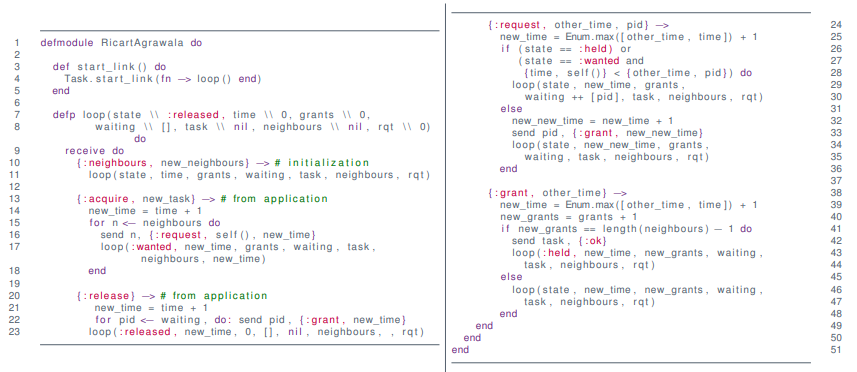 1 defmodule RicartAgrawala do
2
3 def start_link() do
4 Task.start_link(fn -> loop() end)
5 end
6
7 defp loop(state \\ :released, time \\ 0, grants \\ 0,
8 waiting \\ [], task \\ nil, neighbours \\ nil, rqt \\ 0)
do
9 receive do
10 {:neighbours, new_neighbours} -> # initialization
11 loop(state, time, grants, waiting, task, neighbours, rqt)
12
13 {:acquire, new_task} -> # from application
14 new_time = time + 1
15 for n <- neighbours do
16 send n, {:request, self(), new_time}
17 loop(:wanted, new_time, grants, waiting, task,
neighbours, new_time)
18 end
19
20 {:release} -> # from application
21 new_time = time + 1
22 for pid <- waiting, do: send pid, {:grant, new_time}
23 loop(:released, new_time, 0, [], nil, neighbours, , rqt)
{:request, other_time, pid} -> 24
new_time = Enum.max([other_time, time]) + 1 25
if (state == :held) or 26
(state == :wanted and 27
{time, self()} < {other_time, pid}) do 28
loop(state, new_time, grants, 29
waiting ++ [pid], task, neighbours, rqt) 30
else 31
new_new_time = new_time + 1 32
send pid, {:grant, new_new_time} 33
loop(state, new_new_time, grants, 34
waiting, task, neighbours, rqt) 35
end 36
37
{:grant, other_time} -> 38
new_time = Enum.max([other_time, time]) + 1 39
new_grants = grants + 1 40
if new_grants == length(neighbours) - 1 do 41
send task, {:ok} 42
loop(:held, new_time, new_grants, waiting, 43
task, neighbours, rqt) 44
else 45
loop(state, new_time, new_grants, waiting, 46
task, neighbours, rqt) 47
end 48
end 49
end 50
end 51